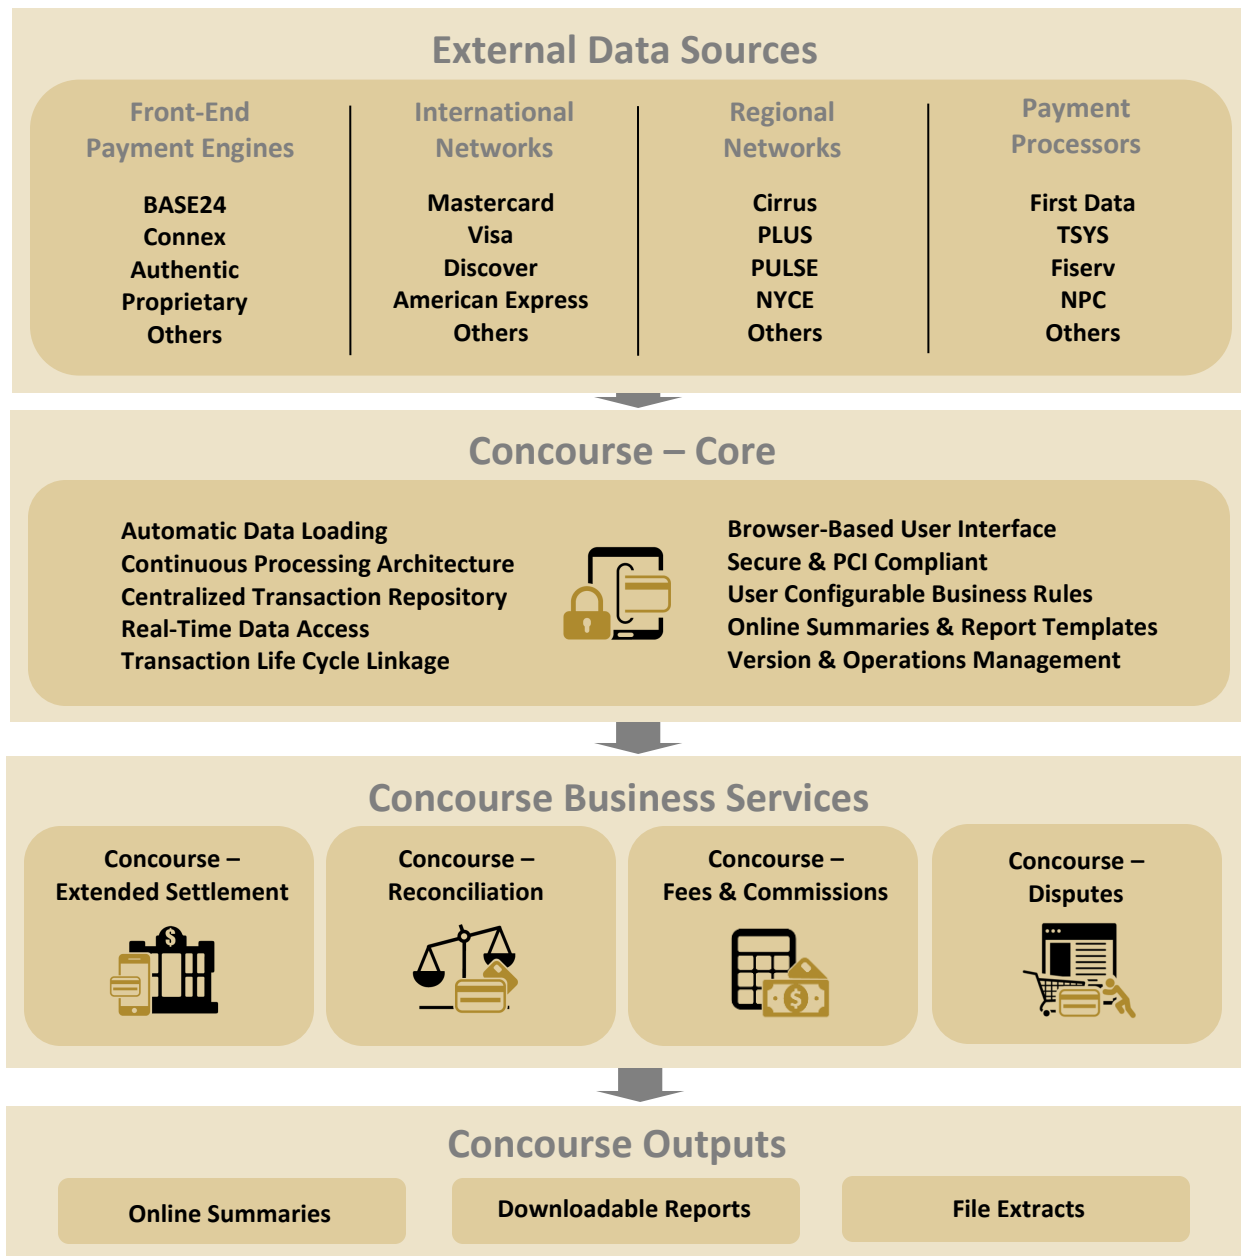 External Data Sources
Front-End
Payment Engines
BASE24
Connex
Authentic
Proprietary
Others
International
Networks
Mastercard
Visa
Discover
American Express
Others
Regional
Networks
Cirrus
PLUS
PULSE
NYCE
Others
Payment
Processors
First Data
TSYS
Fiserv
NPC
Others
Concourse – Core
Automatic Data Loading
Continuous Processing Architecture
Centralized Transaction Repository
Real-Time Data Access
Transaction Life Cycle Linkage
Browser-Based User Interface
Secure & PCI Compliant
User Configurable Business Rules
Online Summaries & Report Templates
Version & Operations Management
Concourse Business Services
Concourse –
Extended Settlement
$
Concourse –
Reconciliation
Concourse –
Fees & Commissions
$
Concourse –
Disputes
Concourse Outputs
Online Summaries
Downloadable Reports
File Extracts